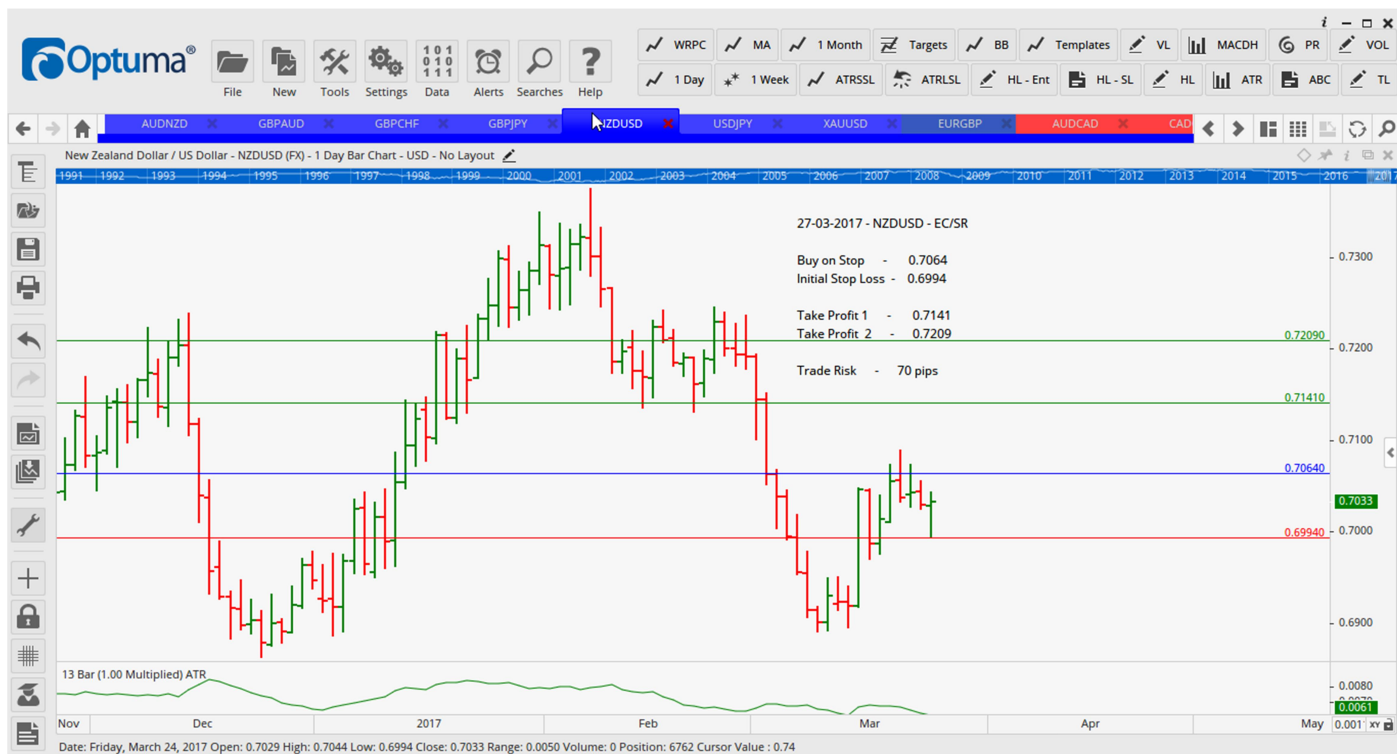 Optuma®
File
New
Tools
Settings
101
010
111
Data
Alerts
Searches
?
Help
i
WRPC
MA
1 Month
Targets
BB
Templates
VL
MACDH
PR
VOL
1 Day
1 Week
ATRSSL
ATRLSL
HL - Ent
HL - SL
HL
ATR
ABC
TL
AUDNZD
GBPAUD
GBPCHF
GBPJPY
NZDUSD
USDJPY
XAUUSD
EURGBP
AUDCAD
CAD
New Zealand Dollar / US Dollar - NZDUSD (FX) - 1 Day Bar Chart - USD - No Layout
i
1991 1992 1993 1994 1995 1996 1997 1998 1999 2000 2001 2002 2003 2004 2005 2006 2007 2008 2009 2010 2011 2012 2013 2014 2015 2016 2017
27-03-2017 - NZDUSD - EC/SR
Buy on Stop - 0.7064
Initial Stop Loss - 0.6994
Take Profit 1 - 0.7141
Take Profit 2 - 0.7209
Trade Risk - 70 pips
0.7300
0.72090
0.7200
0.71410
0.7100
0.70640
0.7033
0.7000
0.69940
0.6900
13 Bar (1.00 Multiplied) ATR
0.0080
0.0061
Nov
Dec
2017
Feb
Mar
Apr
May
0.001
XY
Date: Friday, March 24, 2017 Open: 0.7029 High: 0.7044 Low: 0.6994 Close: 0.7033 Range: 0.0050 Volume: 0 Position: 6762 Cursor Value : 0.74